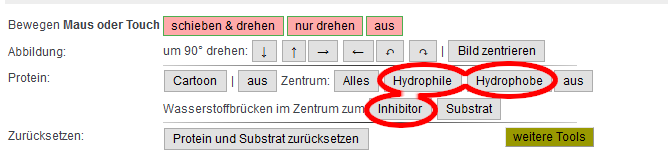 Bewegen Maus oder Touch schieben & drehen nur drehen aus
Abbildung: um 90° drehen: ↓ ↑ → ← ↶ ↷ | Bild zentrieren
Protein: Cartoon | aus Zentrum: Alles Hydrophile Hydrophobe aus
Wasserstoffbrücken im Zentrum zum Inhibitor Substrat
Zurücksetzen: Protein und Substrat zurücksetzen weitere Tools